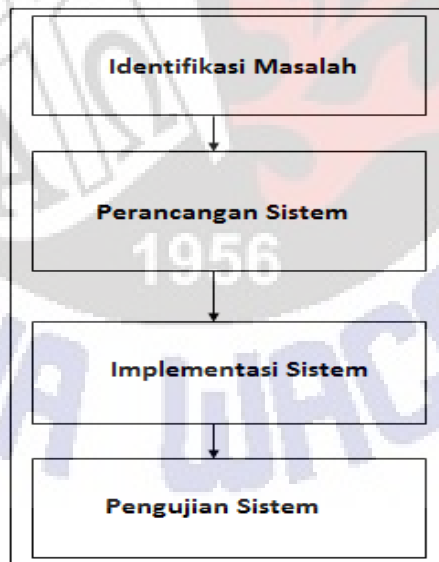 Identifikasi Masalah
Perancangan Sistem
1956
Implementasi Sistem
Pengujian Sistem